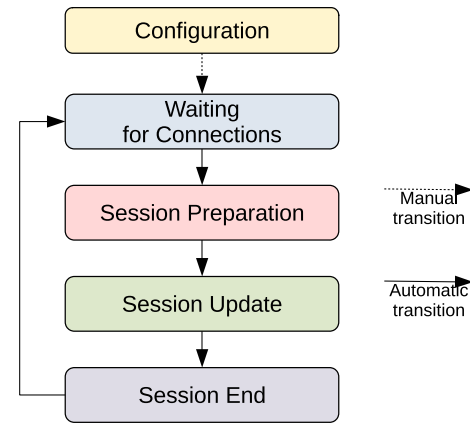 Configuration
Waiting
for Connections
Session Preparation
Manual
transition
Session Update
Automatic
transition
Session End